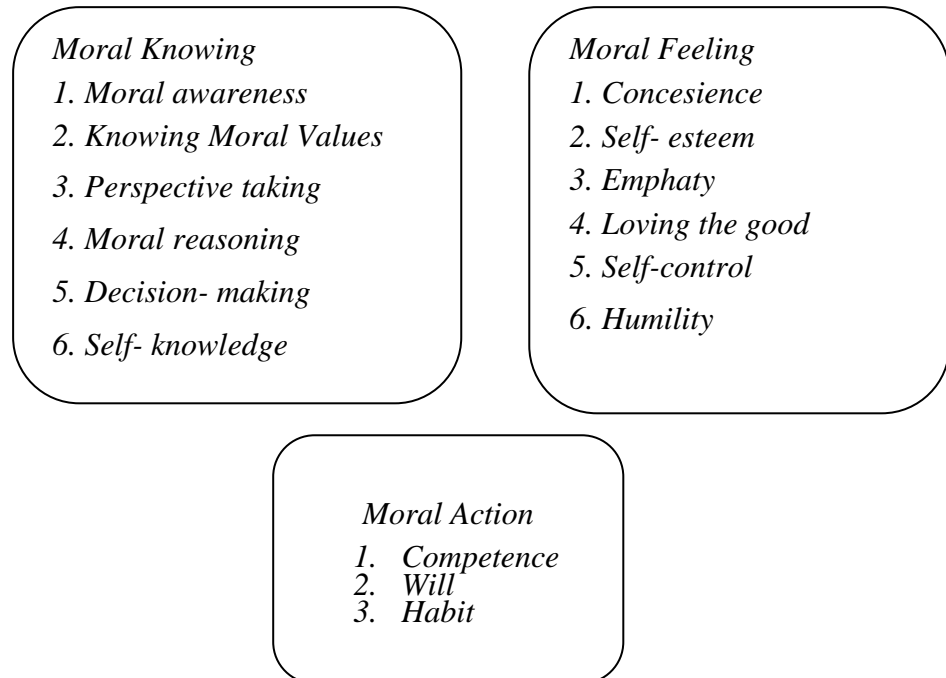 Moral Knowing
1. Moral awareness
2. Knowing Moral Values
3. Perspective taking
4. Moral reasoning
5. Decision- making
6. Self- knowledge
Moral Feeling
1. Concesience
2. Self- esteem
3. Emphaty
4. Loving the good
5. Self-control
6. Humility
Moral Action
1. Competence
2. Will
3. Habit